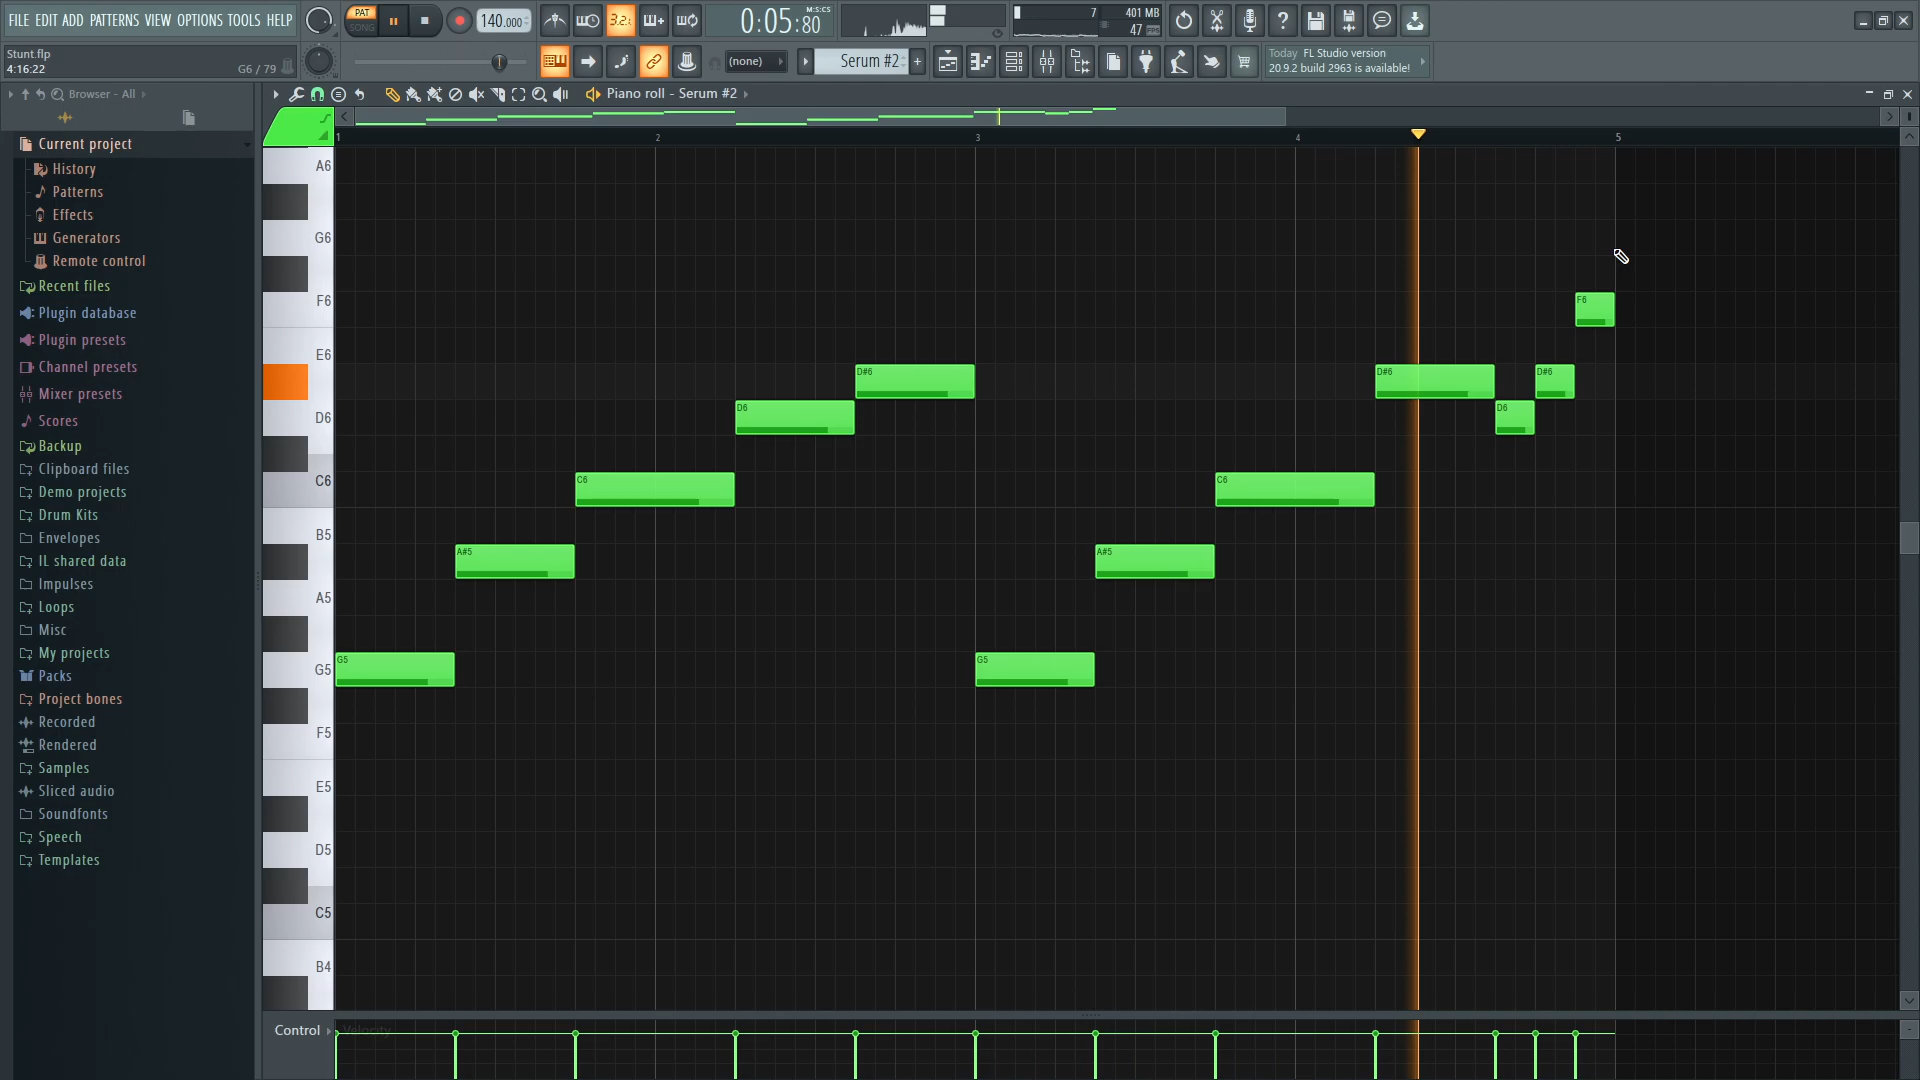 FILE EDIT ADD PATTERNS VIEW OPTIONS TOOLS HELP
PAT
SONG
140.000
3.2.
0:05:80
M:S:CS
7
401 MB
47
Stunt.flp
4:16:22
G6 / 79
(none)
Serum #2
Today FL Studio version
20.9.2 build 2963 is available!
Browser - All
Piano roll - Serum #2
Current project
History
Patterns
Effects
Generators
Remote control
Recent files
Plugin database
Plugin presets
Channel presets
Mixer presets
Scores
Backup
Clipboard files
Demo projects
Drum Kits
Envelopes
IL shared data
Impulses
Loops
Misc
My projects
Packs
Project bones
Recorded
Rendered
Samples
Sliced audio
Soundfonts
Speech
Templates
1 2 3 4 5
A6
G6
F6
F6
E6
D#6 D#6 D#6
D6
D6 D6
C6
C6 C6
B5
A#5 A#5
A5
G5
G5 G5
F5
E5
D5
C5
B4
Control
Velocity